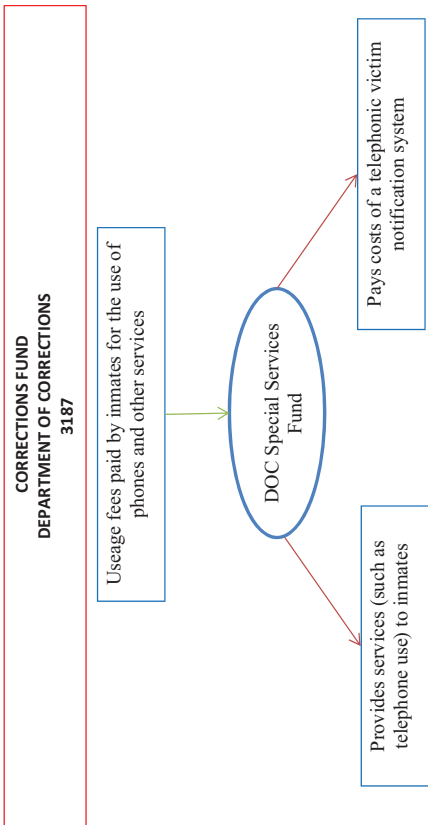 CORRECTIONS FUND
DEPARTMENT OF CORRECTIONS
3187
Useage fees paid by inmates for the use of
phones and other services
DOC Special Services
Fund
Provides services (such as
telephone use) to inmates
Pays costs of a telephonic victim
notification system